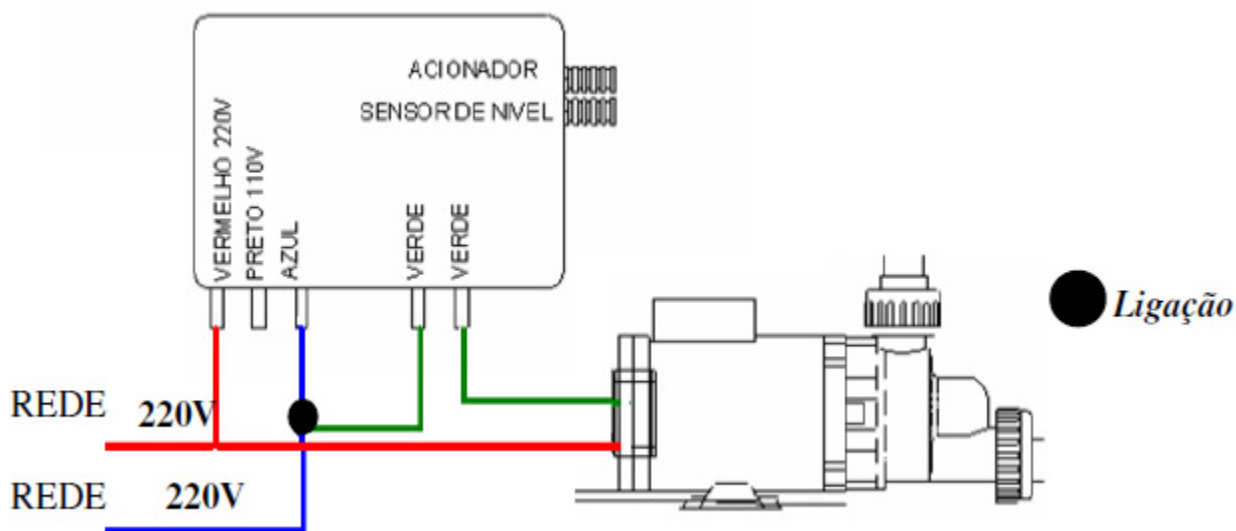 ACIONADOR
SENSOR DE NIVEL
VERMELHO 220V
PRETO 110V
AZUL
VERDE
VERDE
Ligação
REDE 220V
REDE 220V